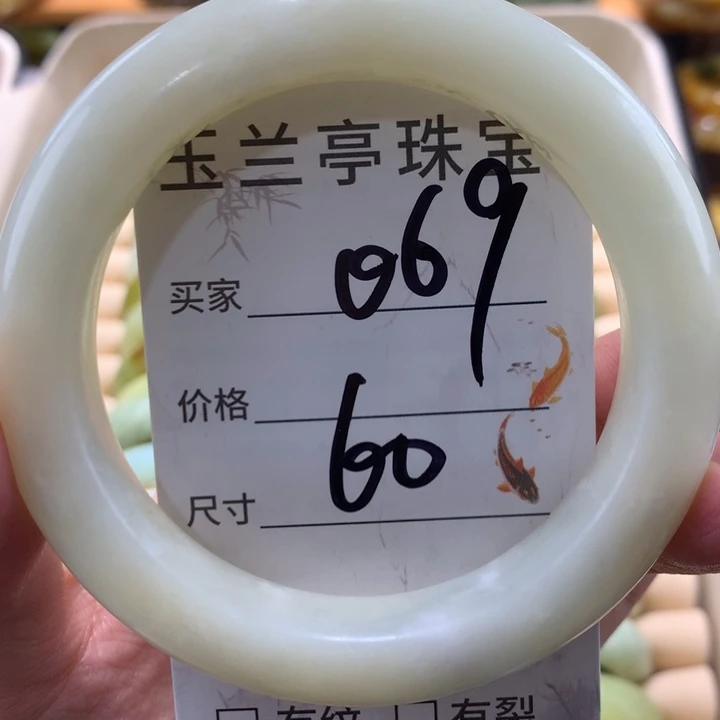 玉兰亭珠宝
买家 069
价格
尺寸 60
有纹 有裂